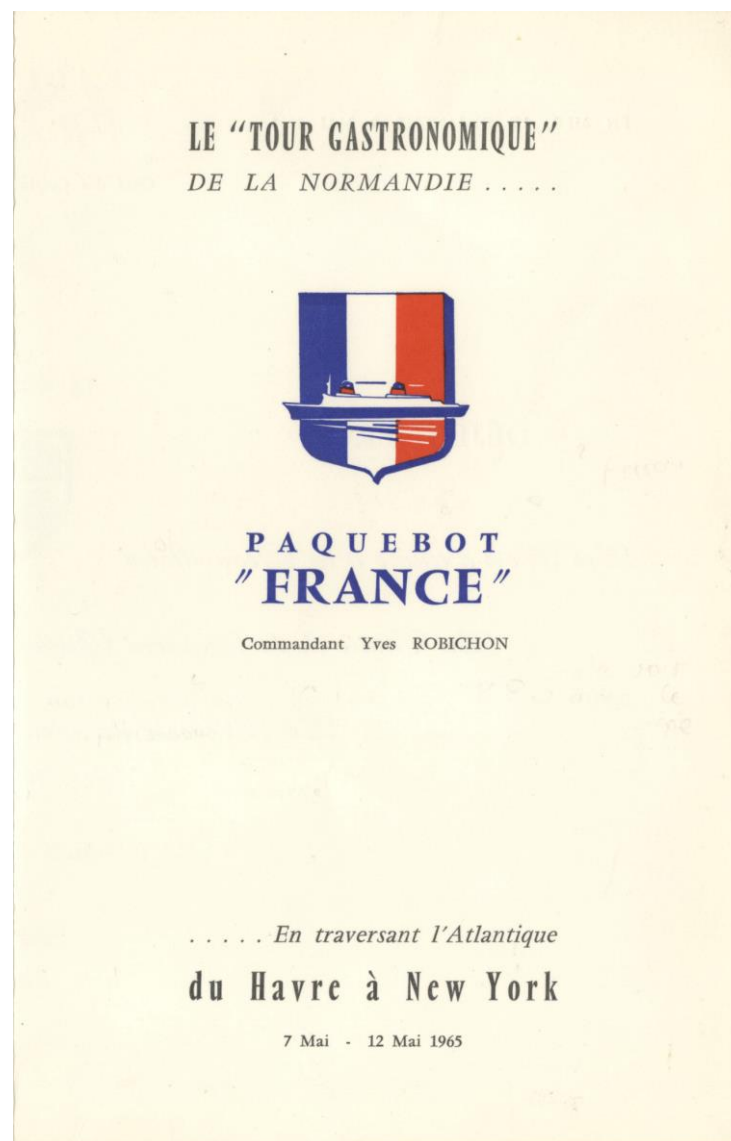 LE "TOUR GASTRONOMIQUE"
DE LA NORMANDIE .....
PAQUEBOT
"FRANCE"
Commandant Yves ROBICHON
..... En traversant l'Atlantique
du Havre à New York
7 Mai - 12 Mai 1965